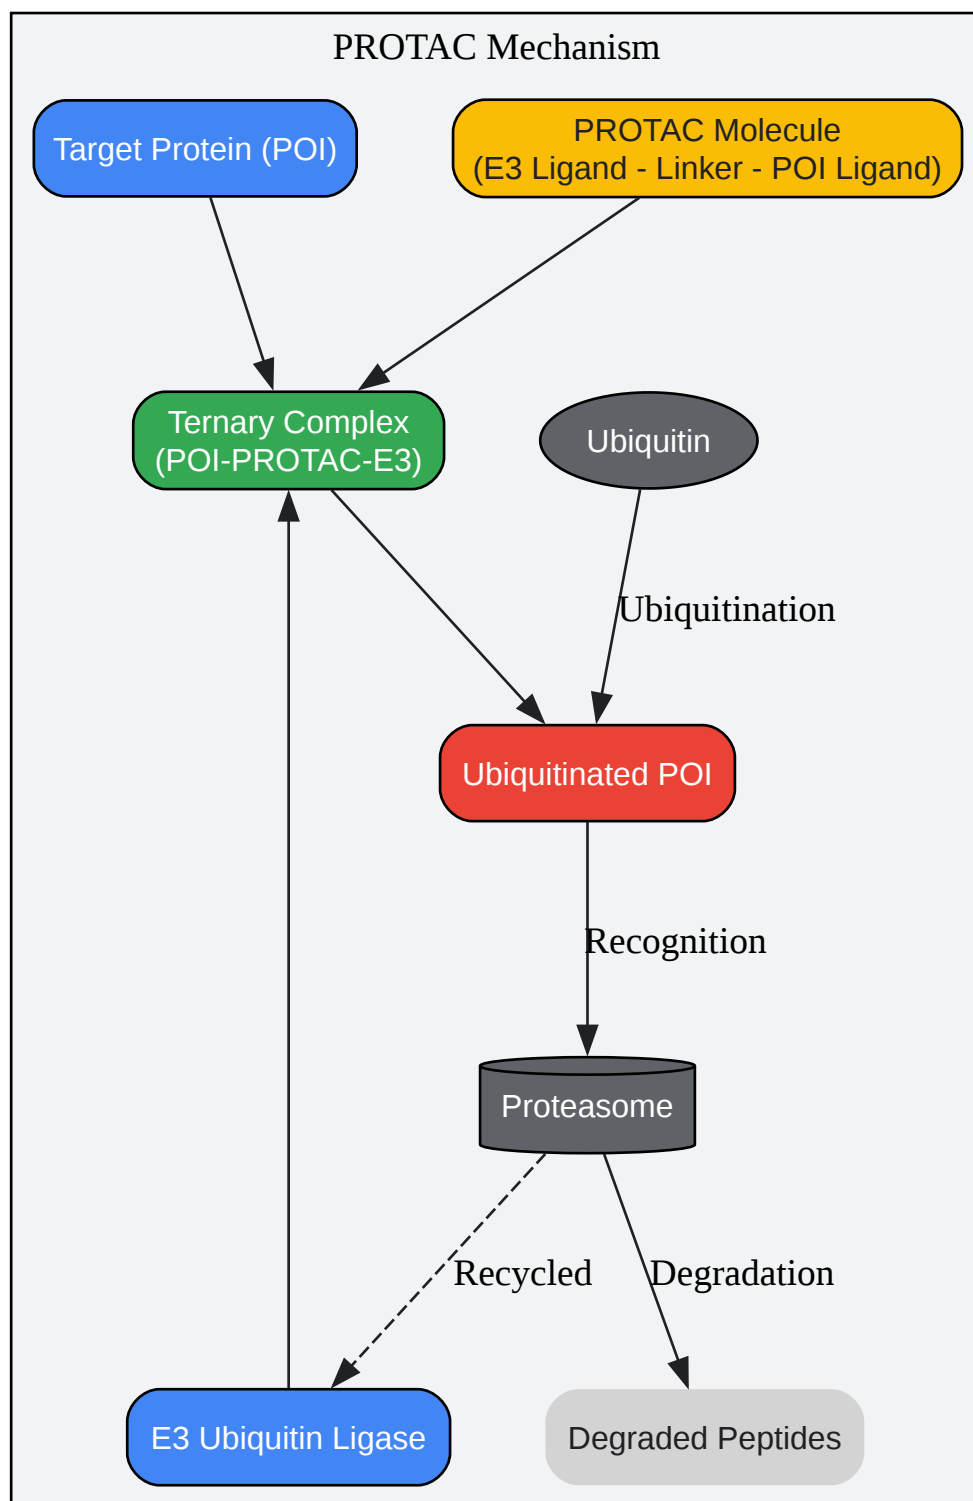 PROTAC Mechanism
Target Protein (POI)
PROTAC Molecule
(E3 Ligand - Linker - POI Ligand)
Ternary Complex
(POI-PROTAC-E3)
Ubiquitin
Ubiquitination
Ubiquitinated POI
Recognition
Proteasome
Recycled
Degradation
E3 Ubiquitin Ligase
Degraded Peptides